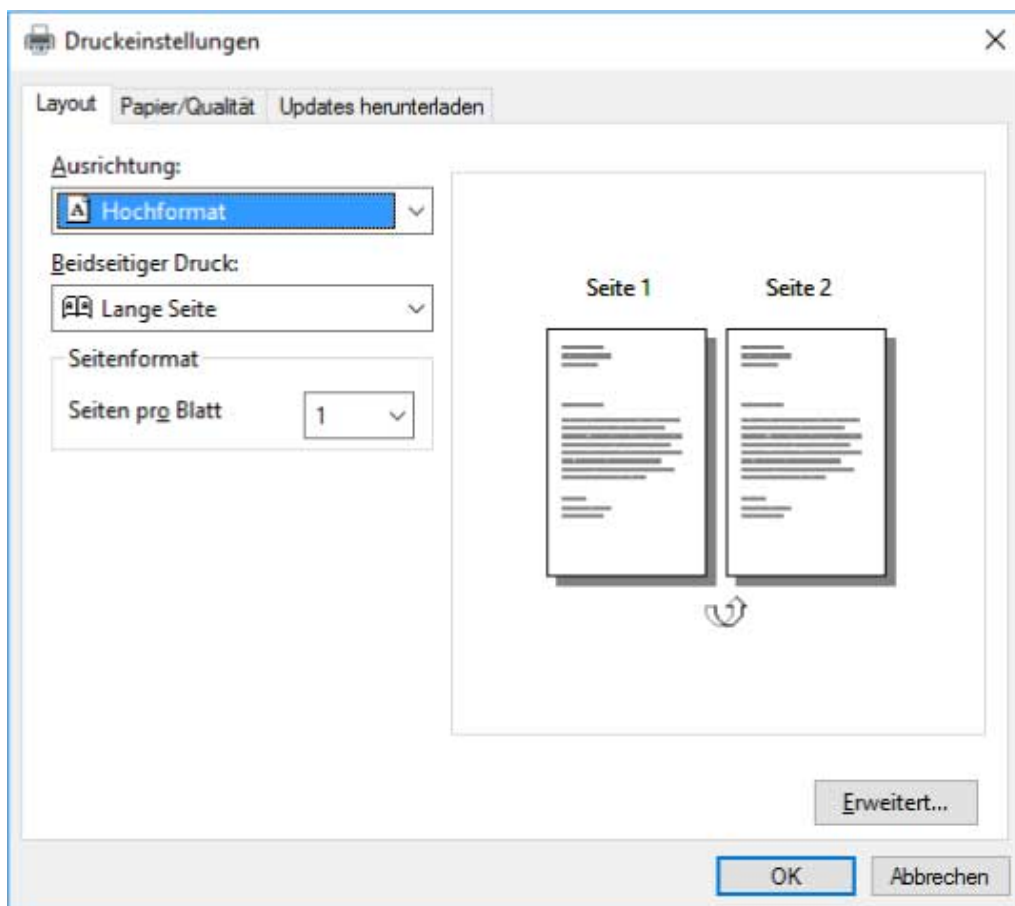 Druckeinstellungen
Layout Papier/Qualität Updates herunterladen
Ausrichtung:
Hochformat
Beidseitiger Druck:
Lange Seite
Seitenformat
Seiten pro Blatt 1
Seite 1 Seite 2
Erweitert...
OK Abbrechen